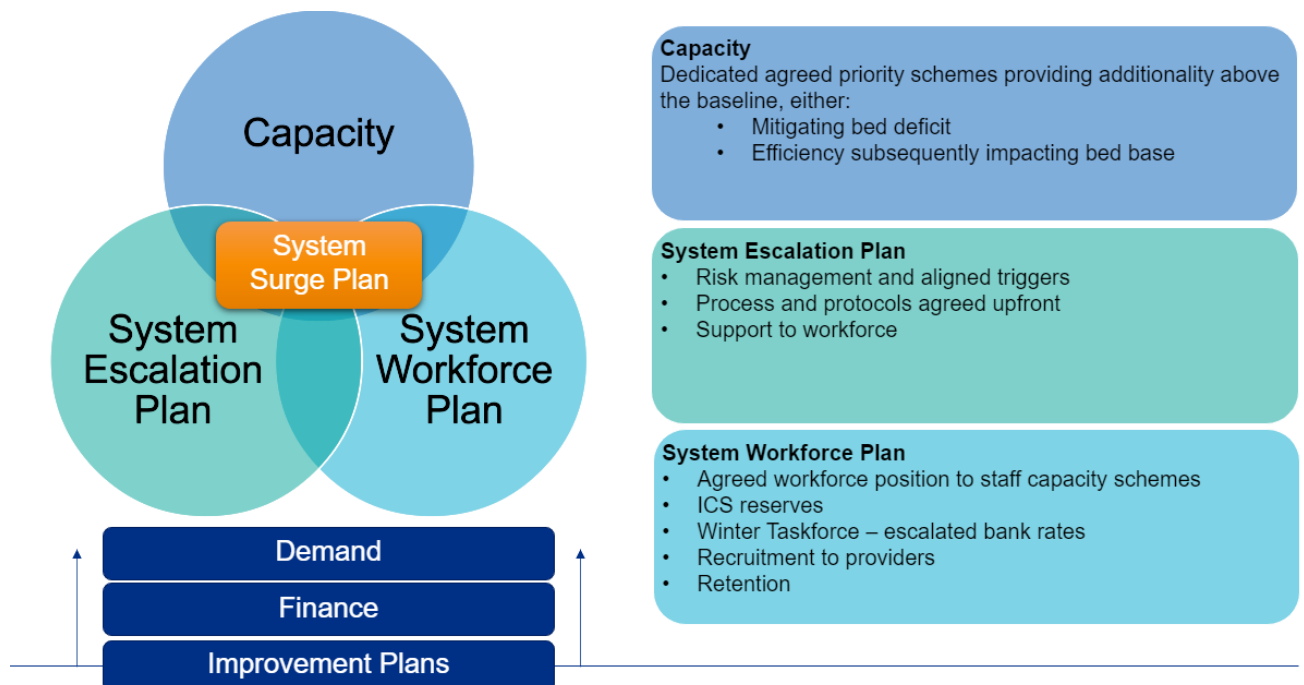 Capacity
System
Surge Plan
System
Escalation
Plan
System
Workforce
Plan
Demand
Finance
Improvement Plans
Capacity
Dedicated agreed priority schemes providing additionality above
the baseline, either:
• Mitigating bed deficit
• Efficiency subsequently impacting bed base
System Escalation Plan
• Risk management and aligned triggers
• Process and protocols agreed upfront
• Support to workforce
System Workforce Plan
• Agreed workforce position to staff capacity schemes
• ICS reserves
• Winter Taskforce – escalated bank rates
• Recruitment to providers
• Retention